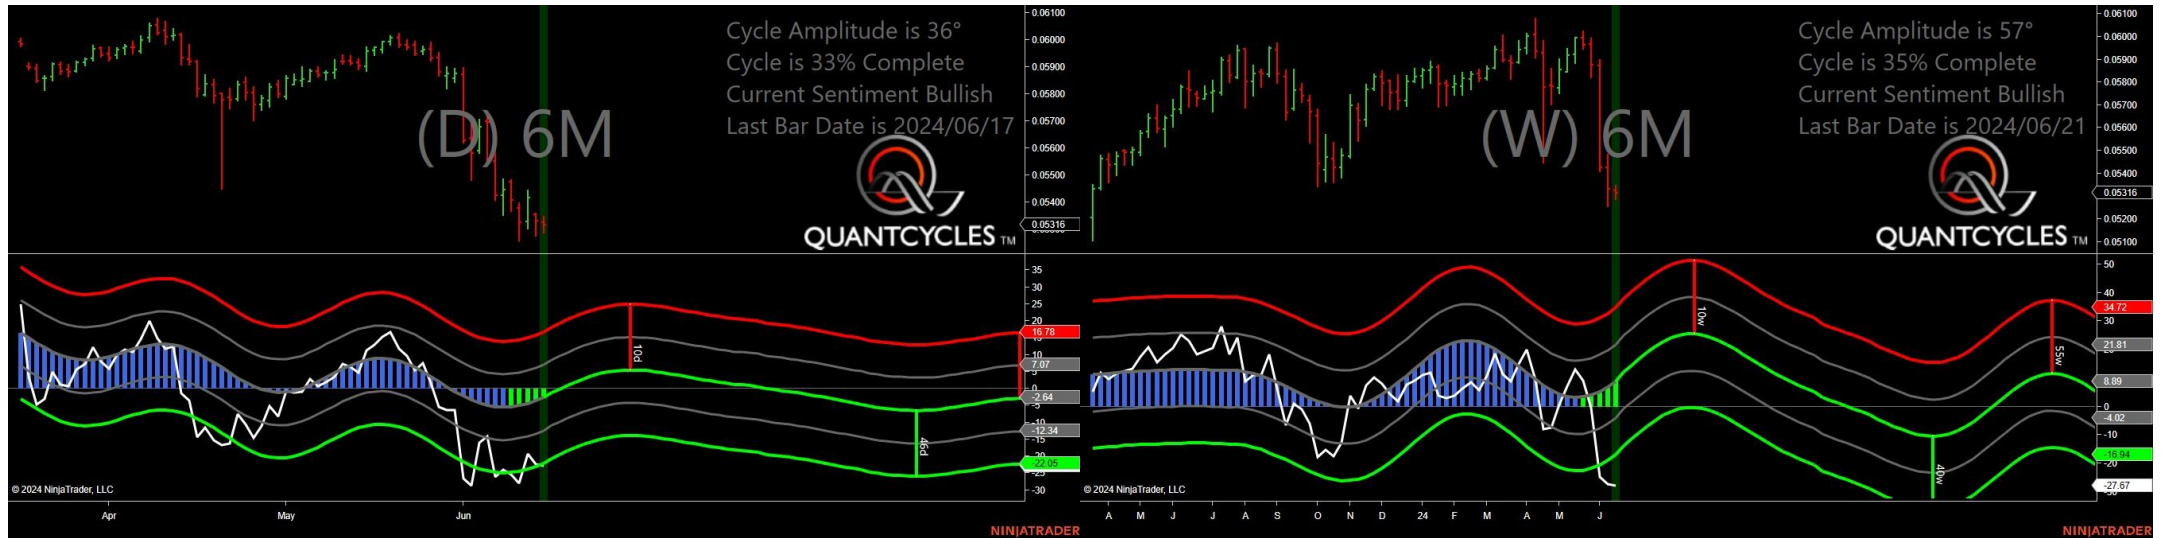 Cycle Amplitude is 36°
Cycle is 33% Complete
Current Sentiment Bullish
Last Bar Date is 2024/06/17
(D) 6M
QUANTCYCLES TM
0.06100
0.06000
0.05900
0.05800
0.05700
0.05600
0.05500
0.05400
0.05316
35
30
25
20
16.78
10
7.07
5
0
-2.64
-5
-10
-12.34
-15
-20
-22.05
-25
-30
10d
46d
© 2024 NinjaTrader, LLC
Apr
May
Jun
NINJATRADER
Cycle Amplitude is 57°
Cycle is 35% Complete
Current Sentiment Bullish
Last Bar Date is 2024/06/21
(W) 6M
QUANTCYCLES TM
0.06100
0.06000
0.05900
0.05800
0.05700
0.05600
0.05500
0.05400
0.05316
0.05200
0.05100
50
40
34.72
30
21.81
8.89
0
-4.02
-10
-16.94
-20
-27.67
10w
40w
55w
© 2024 NinjaTrader, LLC
A M J J A S O N D 24 F M A M J
NINJATRADER